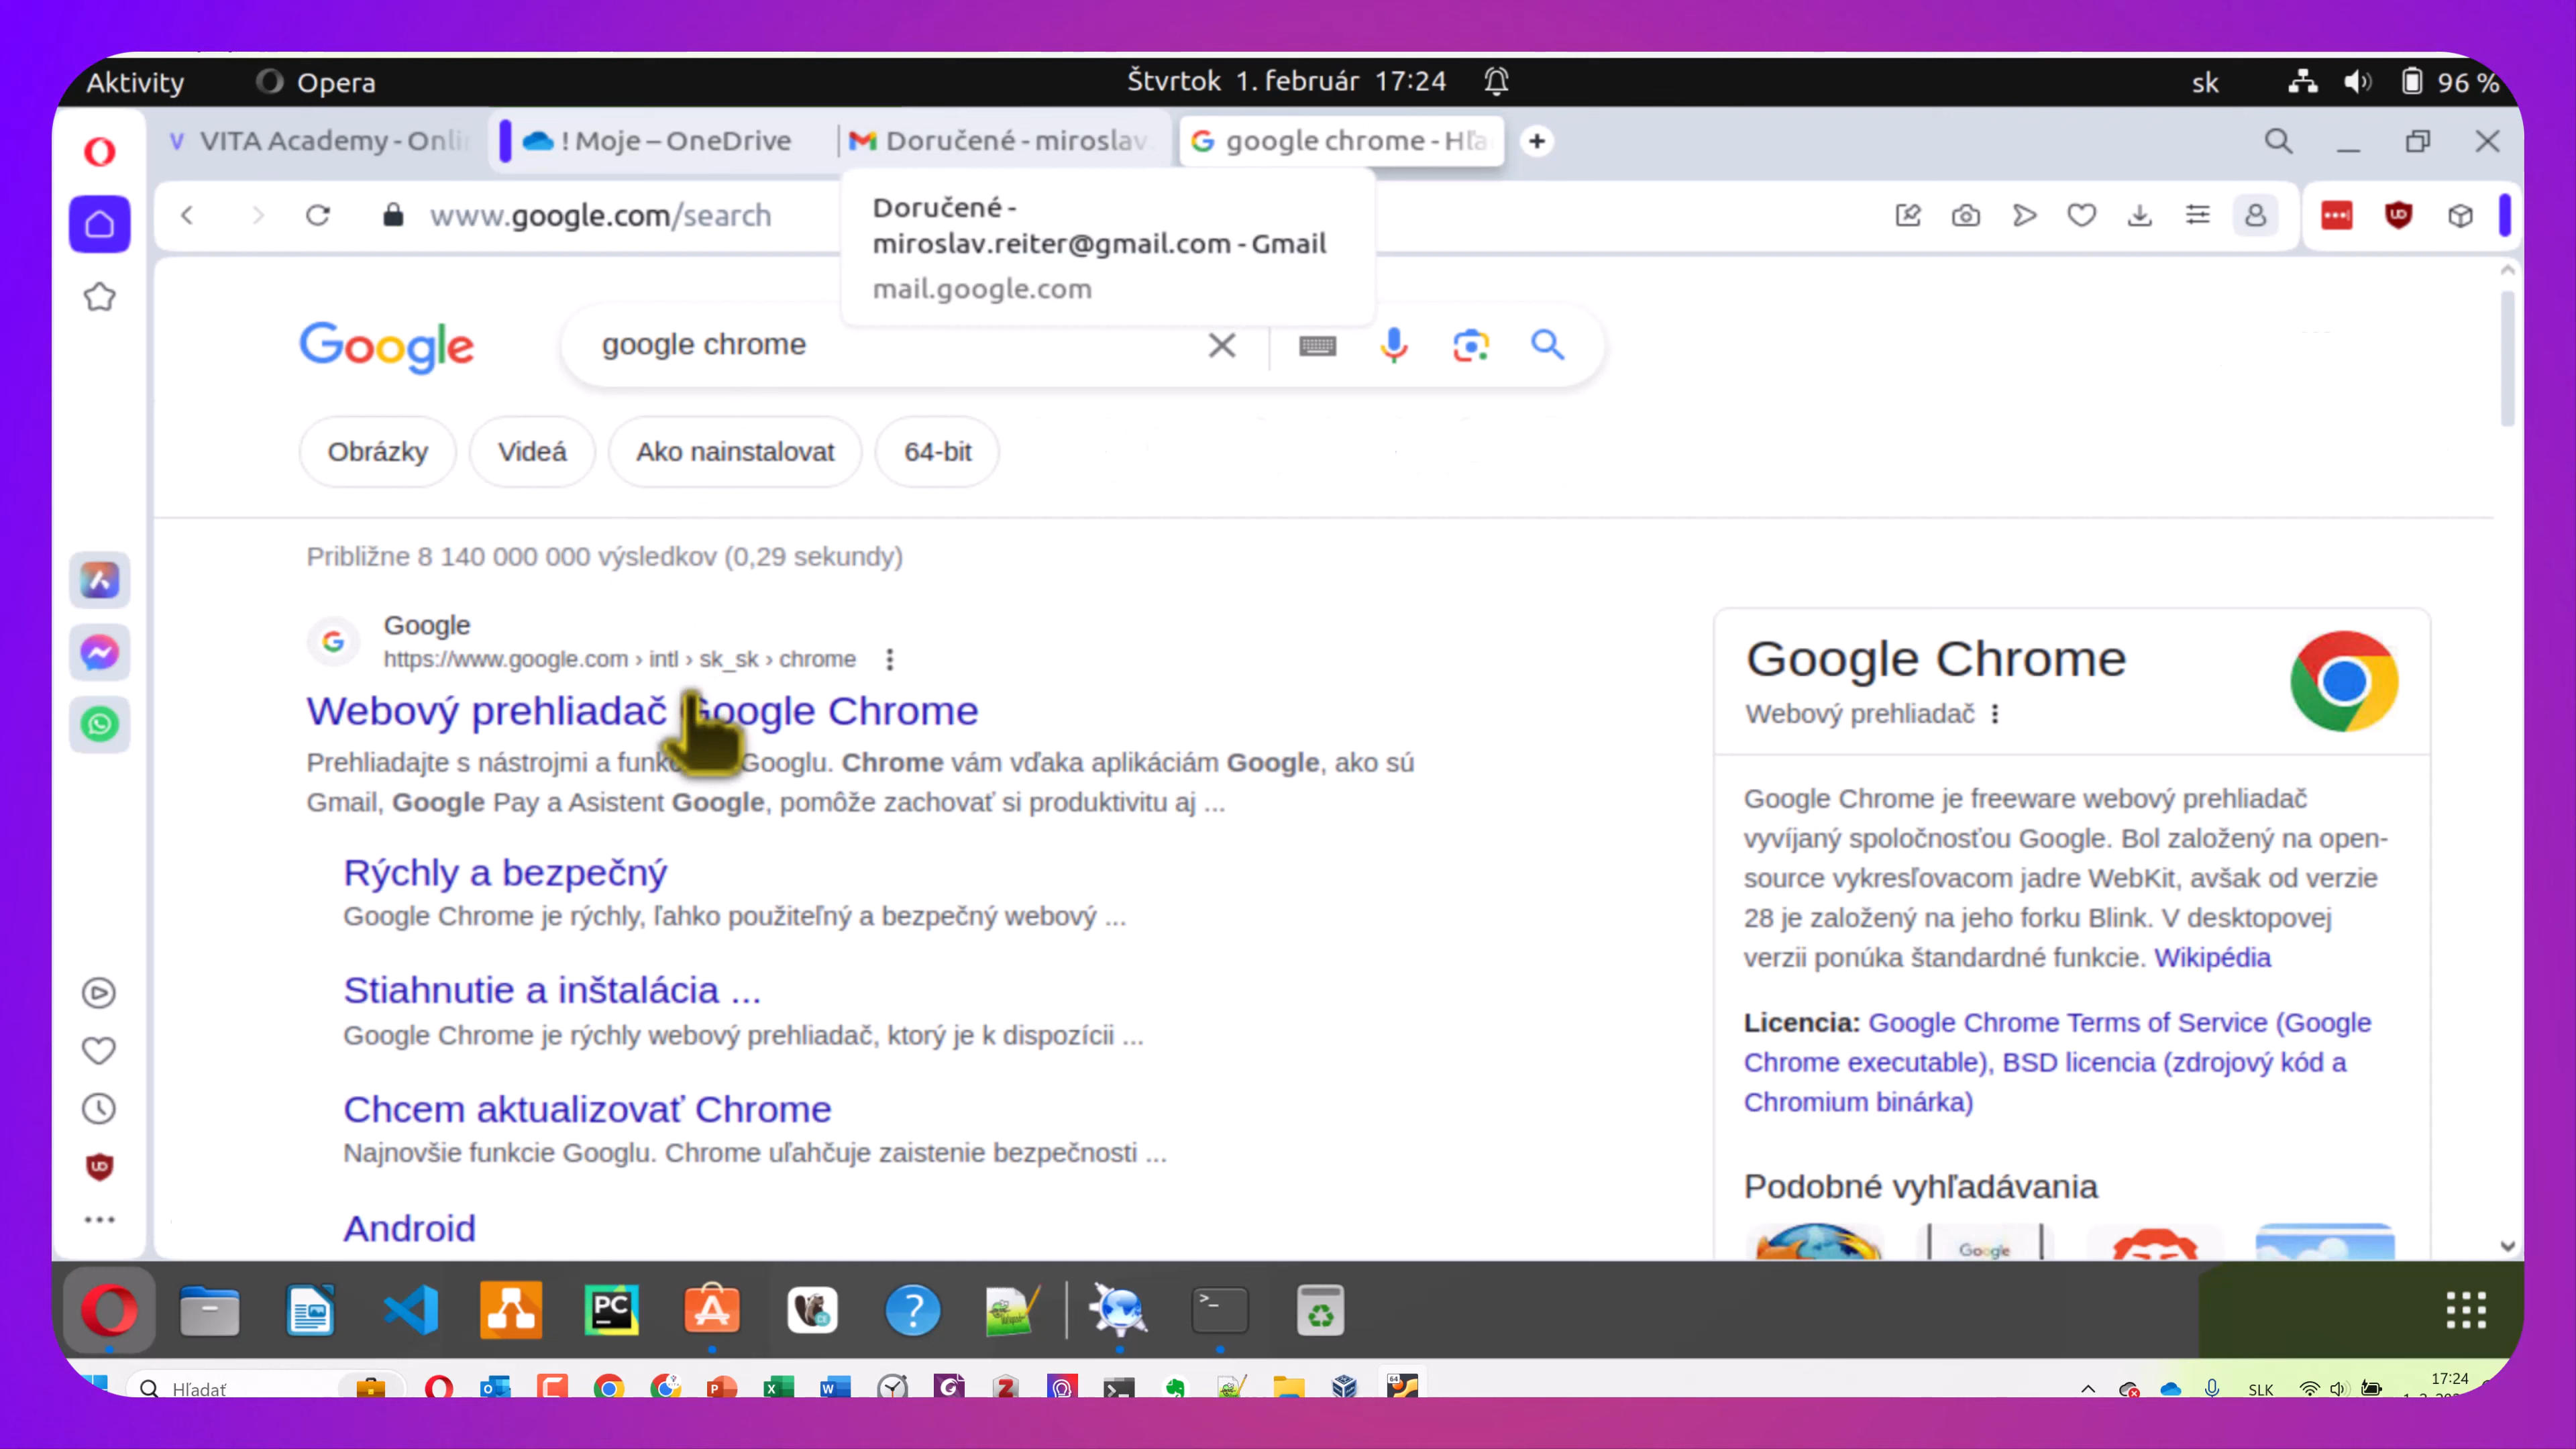 Aktivity
Opera
Štvrtok 1. február 17:24
sk
96 %
VITA Academy - Onli
! Moje – OneDrive
Doručené - miroslav.
google chrome - Hľa
www.google.com/search
Doručené -
miroslav.reiter@gmail.com - Gmail
mail.google.com
Google
google chrome
Obrázky
Videá
Ako nainstalovat
64-bit
Približne 8 140 000 000 výsledkov (0,29 sekundy)
Google
https://www.google.com › intl › sk_sk › chrome
Webový prehliadač Google Chrome
Prehliadajte s nástrojmi a funkc Googlu. Chrome vám vďaka aplikáciám Google, ako sú
Gmail, Google Pay a Asistent Google, pomôže zachovať si produktivitu aj ...
Rýchly a bezpečný
Google Chrome je rýchly, ľahko použiteľný a bezpečný webový ...
Stiahnutie a inštalácia ...
Google Chrome je rýchly webový prehliadač, ktorý je k dispozícii ...
Chcem aktualizovať Chrome
Najnovšie funkcie Googlu. Chrome uľahčuje zaistenie bezpečnosti ...
Android
Google Chrome
Webový prehliadač
Google Chrome je freeware webový prehliadač
vyvíjaný spoločnosťou Google. Bol založený na open-
source vykresľovacom jadre WebKit, avšak od verzie
28 je založený na jeho forku Blink. V desktopovej
verzii ponúka štandardné funkcie. Wikipédia
Licencia: Google Chrome Terms of Service (Google
Chrome executable), BSD licencia (zdrojový kód a
Chromium binárka)
Podobné vyhľadávania
Google
PC
Hľadať
SLK
17:24